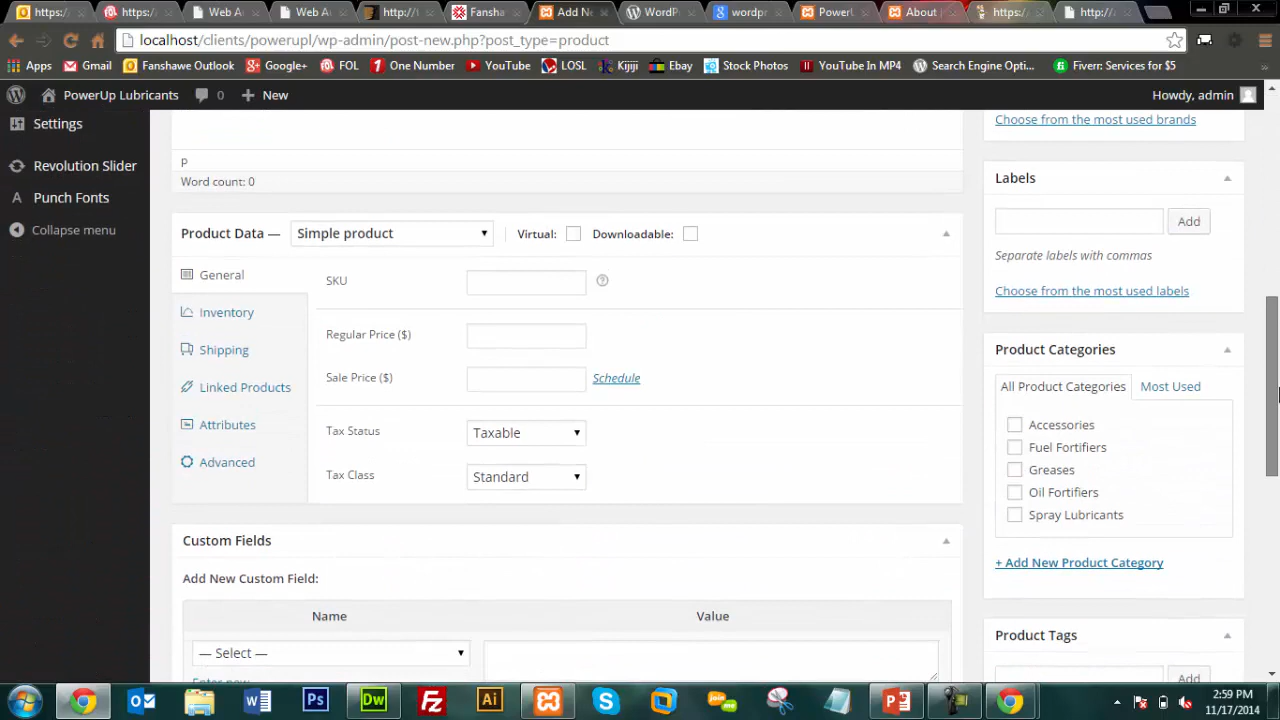 https:/
https:/
Web A
Web A
http://l
Fansha
Add Ne
WordP
wordpr
PowerU
About
https:/
http://
localhost/clients/powerupl/wp-admin/post-new.php?post_type=product
Apps
Gmail
Fanshawe Outlook
Google+
FOL
One Number
YouTube
LOSL
Kijiji
Ebay
Stock Photos
YouTube In MP4
Search Engine Opti...
Fiverr: Services for $5
PowerUp Lubricants
0
New
Howdy, admin
Settings
Revolution Slider
Punch Fonts
Collapse menu
p
Word count: 0
Product Data —
Simple product
Virtual:
Downloadable:
General
Inventory
Shipping
Linked Products
Attributes
Advanced
SKU
Regular Price ($)
Sale Price ($)
Schedule
Tax Status
Taxable
Tax Class
Standard
Custom Fields
Add New Custom Field:
Name
Value
— Select —
Enter new
Choose from the most used brands
Labels
Add
Separate labels with commas
Choose from the most used labels
Product Categories
All Product Categories
Most Used
Accessories
Fuel Fortifiers
Greases
Oil Fortifiers
Spray Lubricants
+ Add New Product Category
Product Tags
Add
2:59 PM
11/17/2014